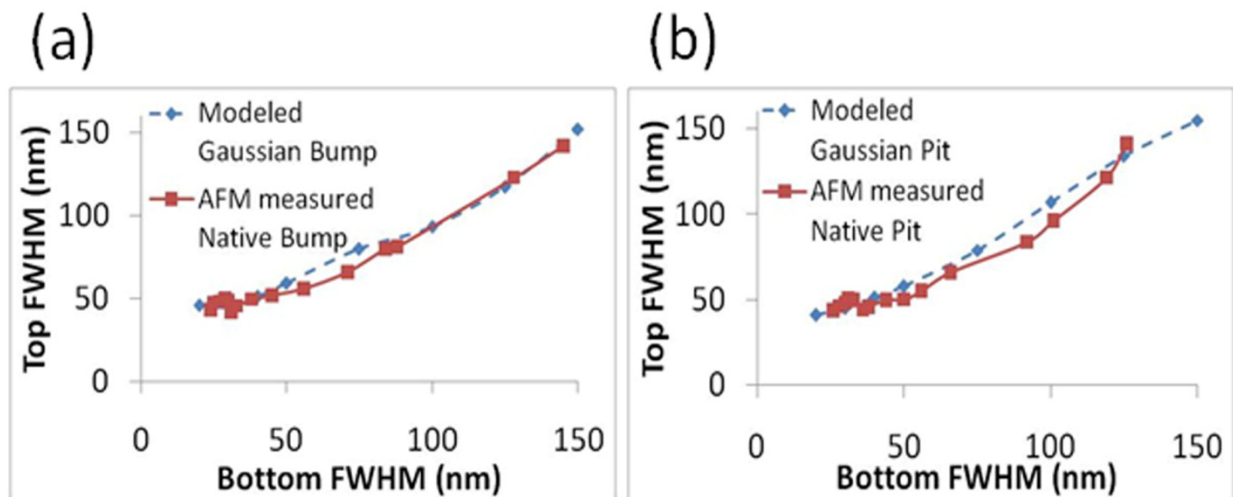 (a)
Modeled
Gaussian Bump
AFM measured
Native Bump
Top FWHM (nm)
150
100
50
0
0 50 100 150
Bottom FWHM (nm)
(b)
Modeled
Gaussian Pit
AFM measured
Native Pit
Top FWHM (nm)
150
100
50
0
0 50 100 150
Bottom FWHM (nm)